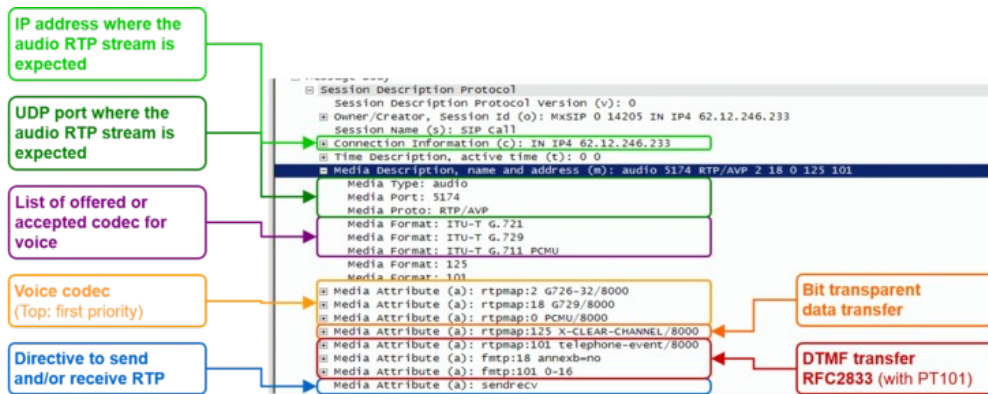 IP address where the
audio RTP stream is
expected
UDP port where the
audio RTP stream is
expected
List of offered or
accepted codec for
voice
Voice codec
(Top: first priority)
Directive to send
and/or receive RTP
Message Body
Session Description Protocol
Session Description Protocol Version (v): 0
Owner/Creator, Session Id (o): MxSIP 0 14205 IN IP4 62.12.246.233
Session Name (s): SIP Call
Connection Information (c): IN IP4 62.12.246.233
Time Description, active time (t): 0 0
Media Description, name and address (m): audio 5174 RTP/AVP 2 18 0 125 101
Media Type: audio
Media Port: 5174
Media Proto: RTP/AVP
Media Format: ITU-T G.721
Media Format: ITU-T G.729
Media Format: ITU-T G.711 PCMU
Media Format: 125
Media Format: 101
Media Attribute (a): rtpmap:2 G726-32/8000
Media Attribute (a): rtpmap:18 G729/8000
Media Attribute (a): rtpmap:0 PCMU/8000
Media Attribute (a): rtpmap:125 X-CLEAR-CHANNEL/8000
Media Attribute (a): rtpmap:101 telephone-event/8000
Media Attribute (a): fmtp:18 annexb=no
Media Attribute (a): fmtp:101 0-16
Media Attribute (a): sendrecv
Bit transparent
data transfer
DTMF transfer
RFC2833 (with PT101)